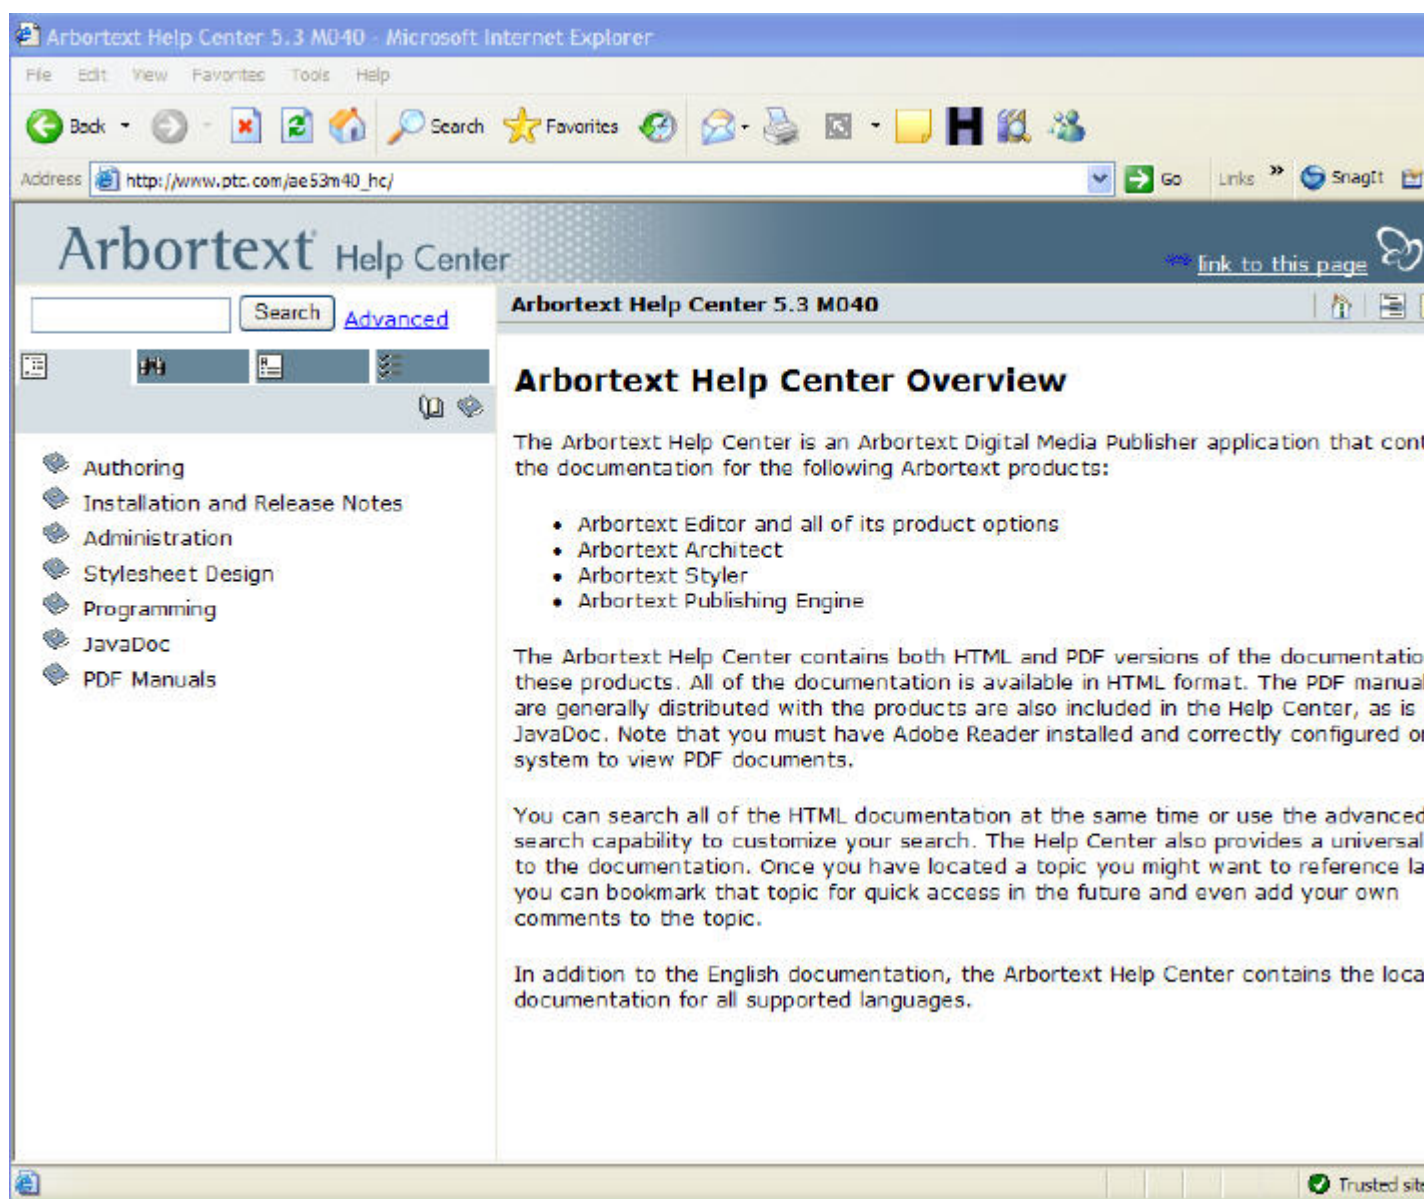 Arbortext Help Center 5.3 M040 - Microsoft Internet Explorer
File Edit View Favorites Tools Help
Back Search Favorites
Address http://www.ptc.com/ae53m40_hc/ Go Links » SnagIt
Arbortext Help Center
link to this page
Search Advanced
Arbortext Help Center 5.3 M040
Authoring
Installation and Release Notes
Administration
Stylesheet Design
Programming
JavaDoc
PDF Manuals
Arbortext Help Center Overview
The Arbortext Help Center is an Arbortext Digital Media Publisher application that cont
the documentation for the following Arbortext products:
• Arbortext Editor and all of its product options
• Arbortext Architect
• Arbortext Styler
• Arbortext Publishing Engine
The Arbortext Help Center contains both HTML and PDF versions of the documentatio
these products. All of the documentation is available in HTML format. The PDF manual
are generally distributed with the products are also included in the Help Center, as is
JavaDoc. Note that you must have Adobe Reader installed and correctly configured or
system to view PDF documents.
You can search all of the HTML documentation at the same time or use the advanced
search capability to customize your search. The Help Center also provides a universal
to the documentation. Once you have located a topic you might want to reference la
you can bookmark that topic for quick access in the future and even add your own
comments to the topic.
In addition to the English documentation, the Arbortext Help Center contains the loca
documentation for all supported languages.
Trusted site